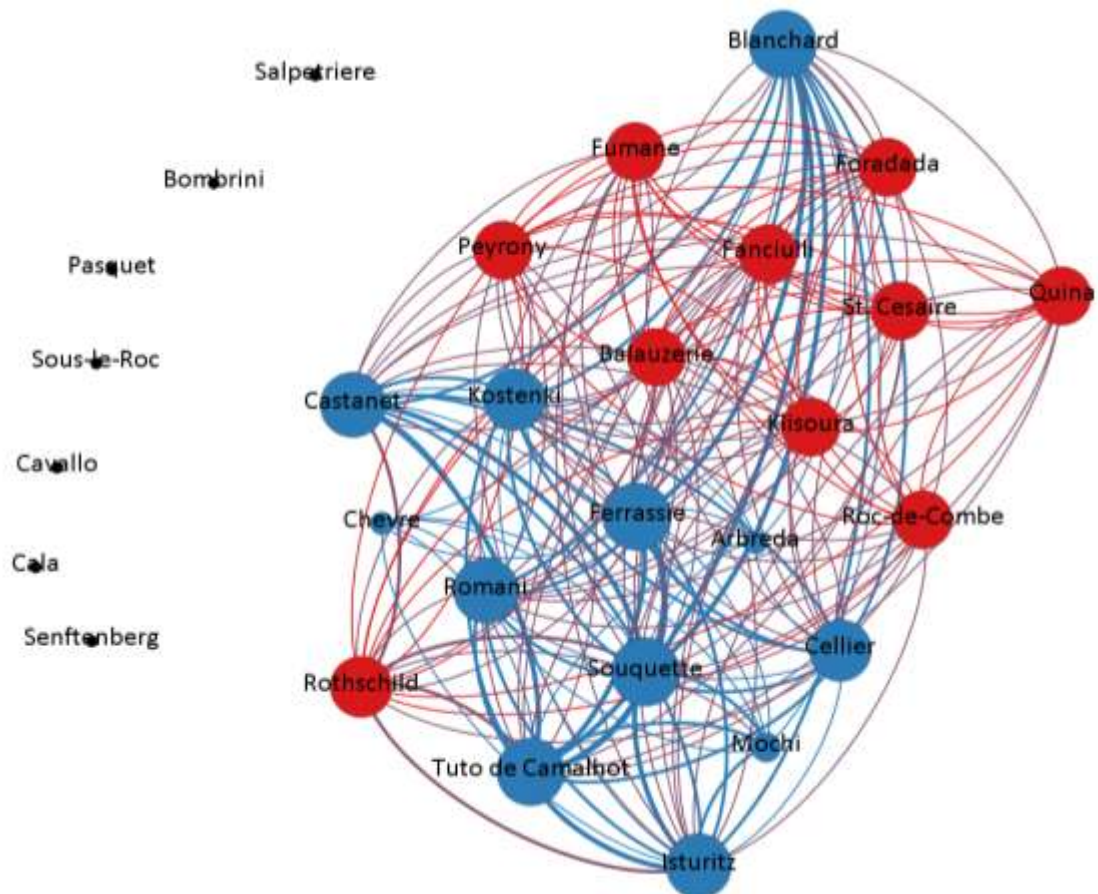 Blanchard
Salpetriere
Fumane
Foradada
Bombrini
Peyrony
Fanciulli
Pasquet
Quina
St. Cesaire
Sous-le-Roc
Balauzerie
Castanet
Kostenki
Klisoura
Cavallo
Chevre
Ferrassie
Roc-de-Combe
Arbreda
Cala
Romani
Senftenberg
Cellier
Souquette
Rothschild
Mochi
Tuto de Camalhot
Isturitz